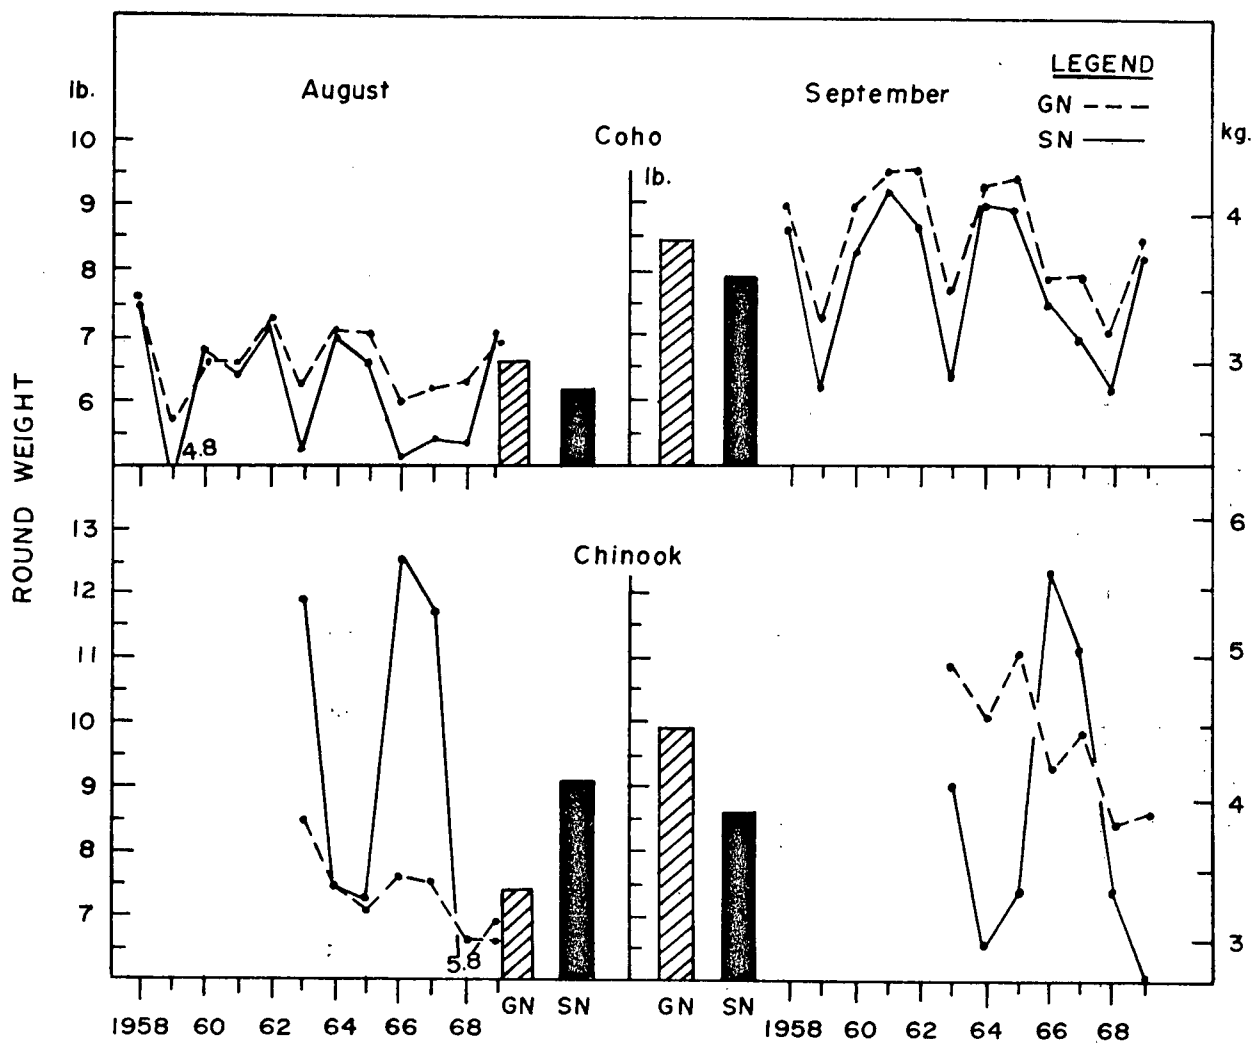 LEGEND
GN
SN
lb.
August
September
Coho
kg.
lb.
10
9
8
7
6
4
3
4.8
ROUND WEIGHT
Chinook
13
12
11
10
9
8
7
6
5
4
3
5.8
GN SN GN SN
1958 60 62 64 66 68 1958 60 62 64 66 68